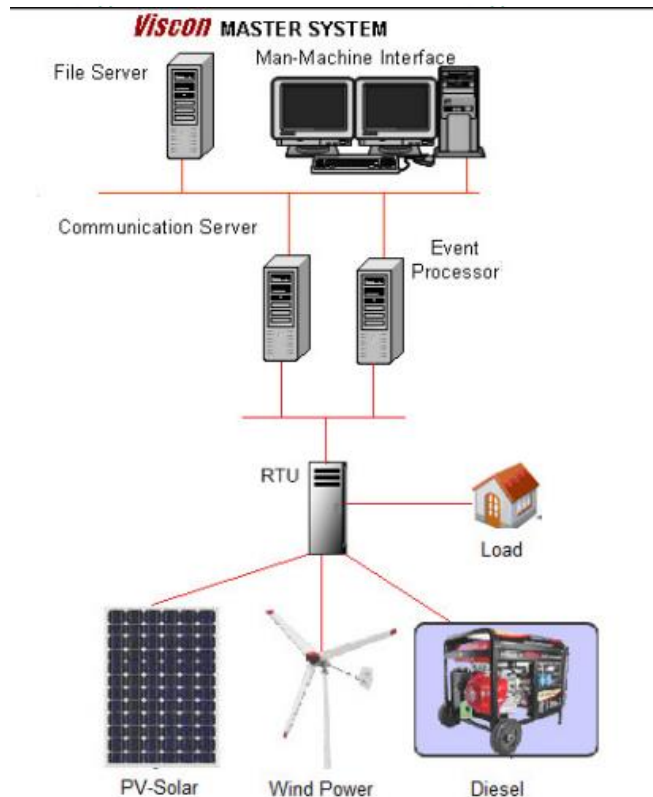 Viscon MASTER SYSTEM
File Server
Man-Machine Interface
Communication Server
Event
Processor
RTU
Load
PV-Solar
Wind Power
Diesel